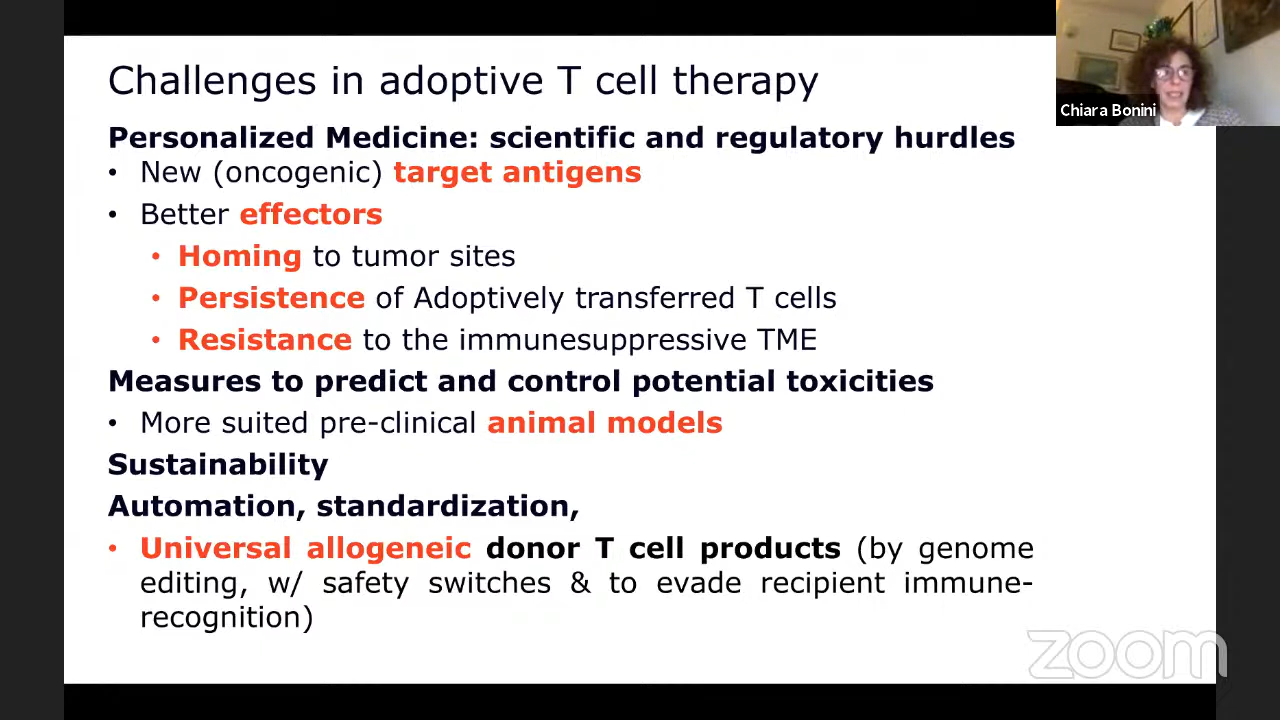 Challenges in adoptive T cell therapy
Chiara Bonini
Personalized Medicine: scientific and regulatory hurdles
• New (oncogenic) target antigens
• Better effectors
• Homing to tumor sites
• Persistence of Adoptively transferred T cells
• Resistance to the immunesuppressive TME
Measures to predict and control potential toxicities
• More suited pre-clinical animal models
Sustainability
Automation, standardization,
• Universal allogeneic donor T cell products (by genome
editing, w/ safety switches & to evade recipient immune-
recognition)
zoom